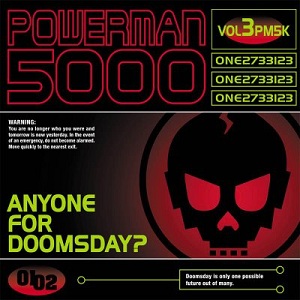 POWERMAN
5000
VOL3PM5K
ONE2733123
ONE2733123
ONE2733123
WARNING:
You are no longer who you were and
tomorrow is now yesterday. In the event
of an emergency, do not become alarmed.
Move quickly to the nearest exit.
ANYONE
FOR
DOOMSDAY?
Doomsday is only one possible
future out of many.